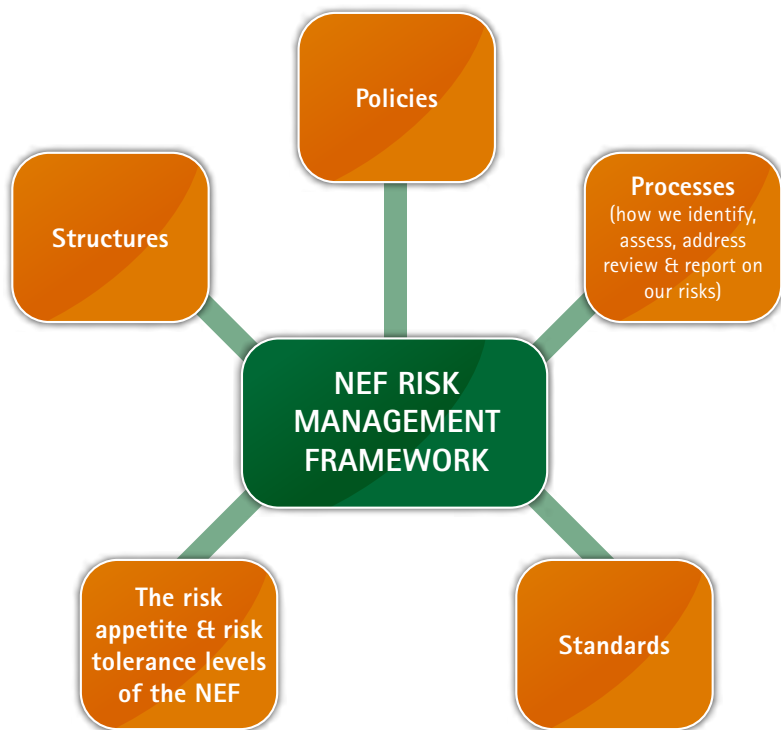 Policies
Structures
Processes
(how we identify,
assess, address
review & report on
our risks)
NEF RISK
MANAGEMENT
FRAMEWORK
The risk
appetite & risk
tolerance levels
of the NEF
Standards